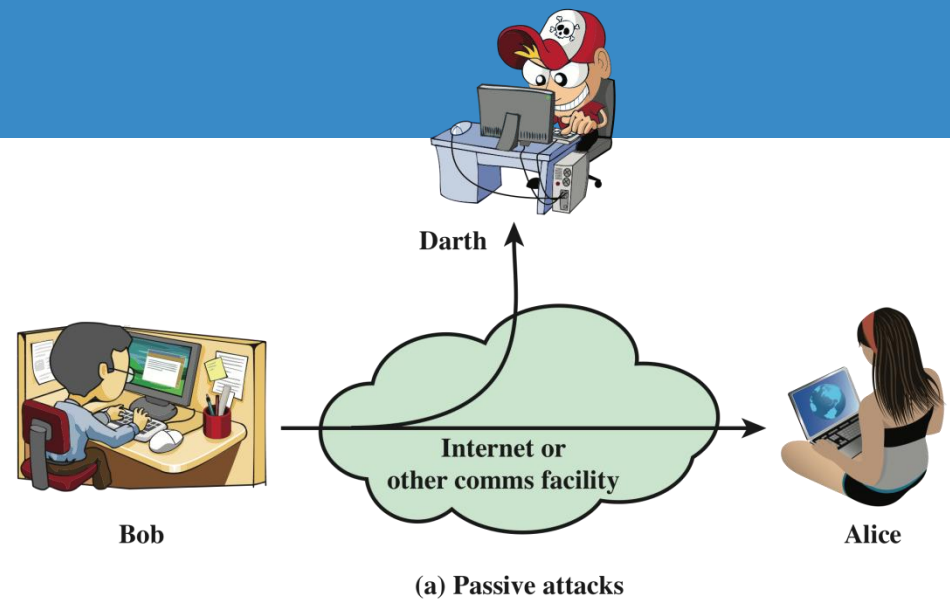 Darth
Internet or
other comms facility
Bob
Alice
(a) Passive attacks